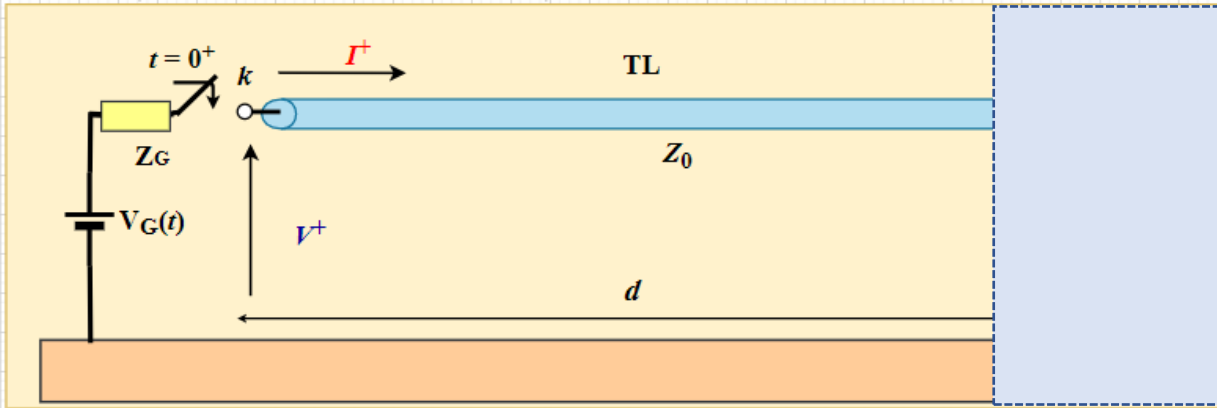 t = 0⁺
k
I⁺
TL
ZG
Z₀
VG(t)
V⁺
d